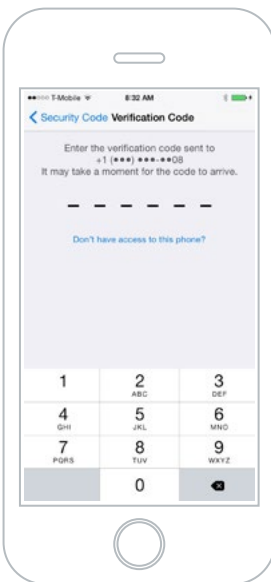 T-Mobile 8:32 AM
Security Code Verification Code
Enter the verification code sent to
+1 (•••) •••-••08
It may take a moment for the code to arrive.
Don't have access to this phone?
1 2 3
ABC DEF
4 5 6
GHI JKL MNO
7 8 9
PQRS TUV WXYZ
0